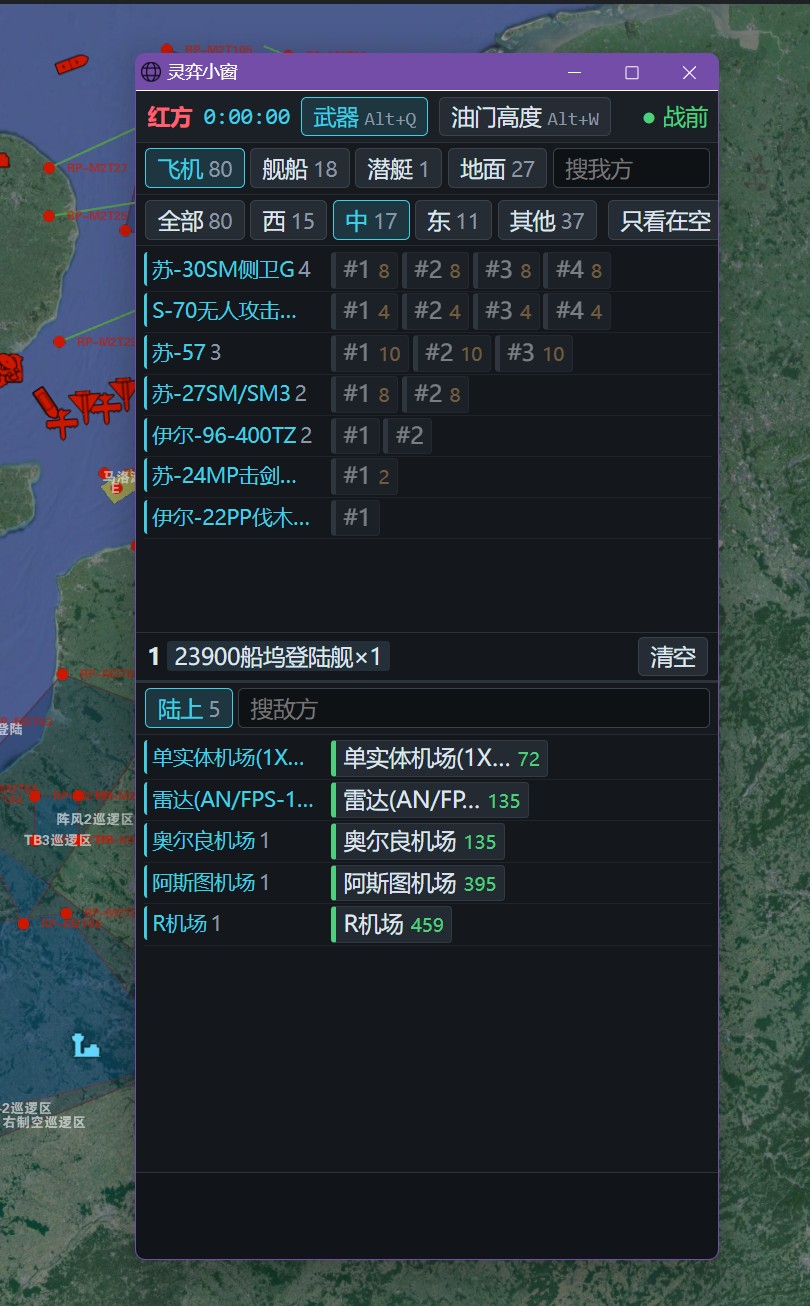 灵弈小窗
红方 0:00:00 武器 Alt+Q 油门高度 Alt+W ● 战前
飞机 80 舰船 18 潜艇 1 地面 27 搜我方
全部 80 西 15 中 17 东 11 其他 37 只看在空
苏-30SM侧卫G 4 #1 8 #2 8 #3 8 #4 8
S-70无人攻击... #1 4 #2 4 #3 4 #4 4
苏-57 3 #1 10 #2 10 #3 10
苏-27SM/SM3 2 #1 8 #2 8
伊尔-96-400TZ 2 #1 #2
苏-24MP击剑... #1 2
伊尔-22PP伐木... #1
1 23900船坞登陆舰×1 清空
陆上 5 搜敌方
单实体机场(1X... 单实体机场(1X... 72
雷达(AN/FPS-1... 雷达(AN/FP... 135
奥尔良机场 1 奥尔良机场 135
阿斯图机场 1 阿斯图机场 395
R机场 1 R机场 459
RP-M2T27
E
登陆
阵风2巡逻区
TB3巡逻区
-2巡逻区
右制空巡逻区